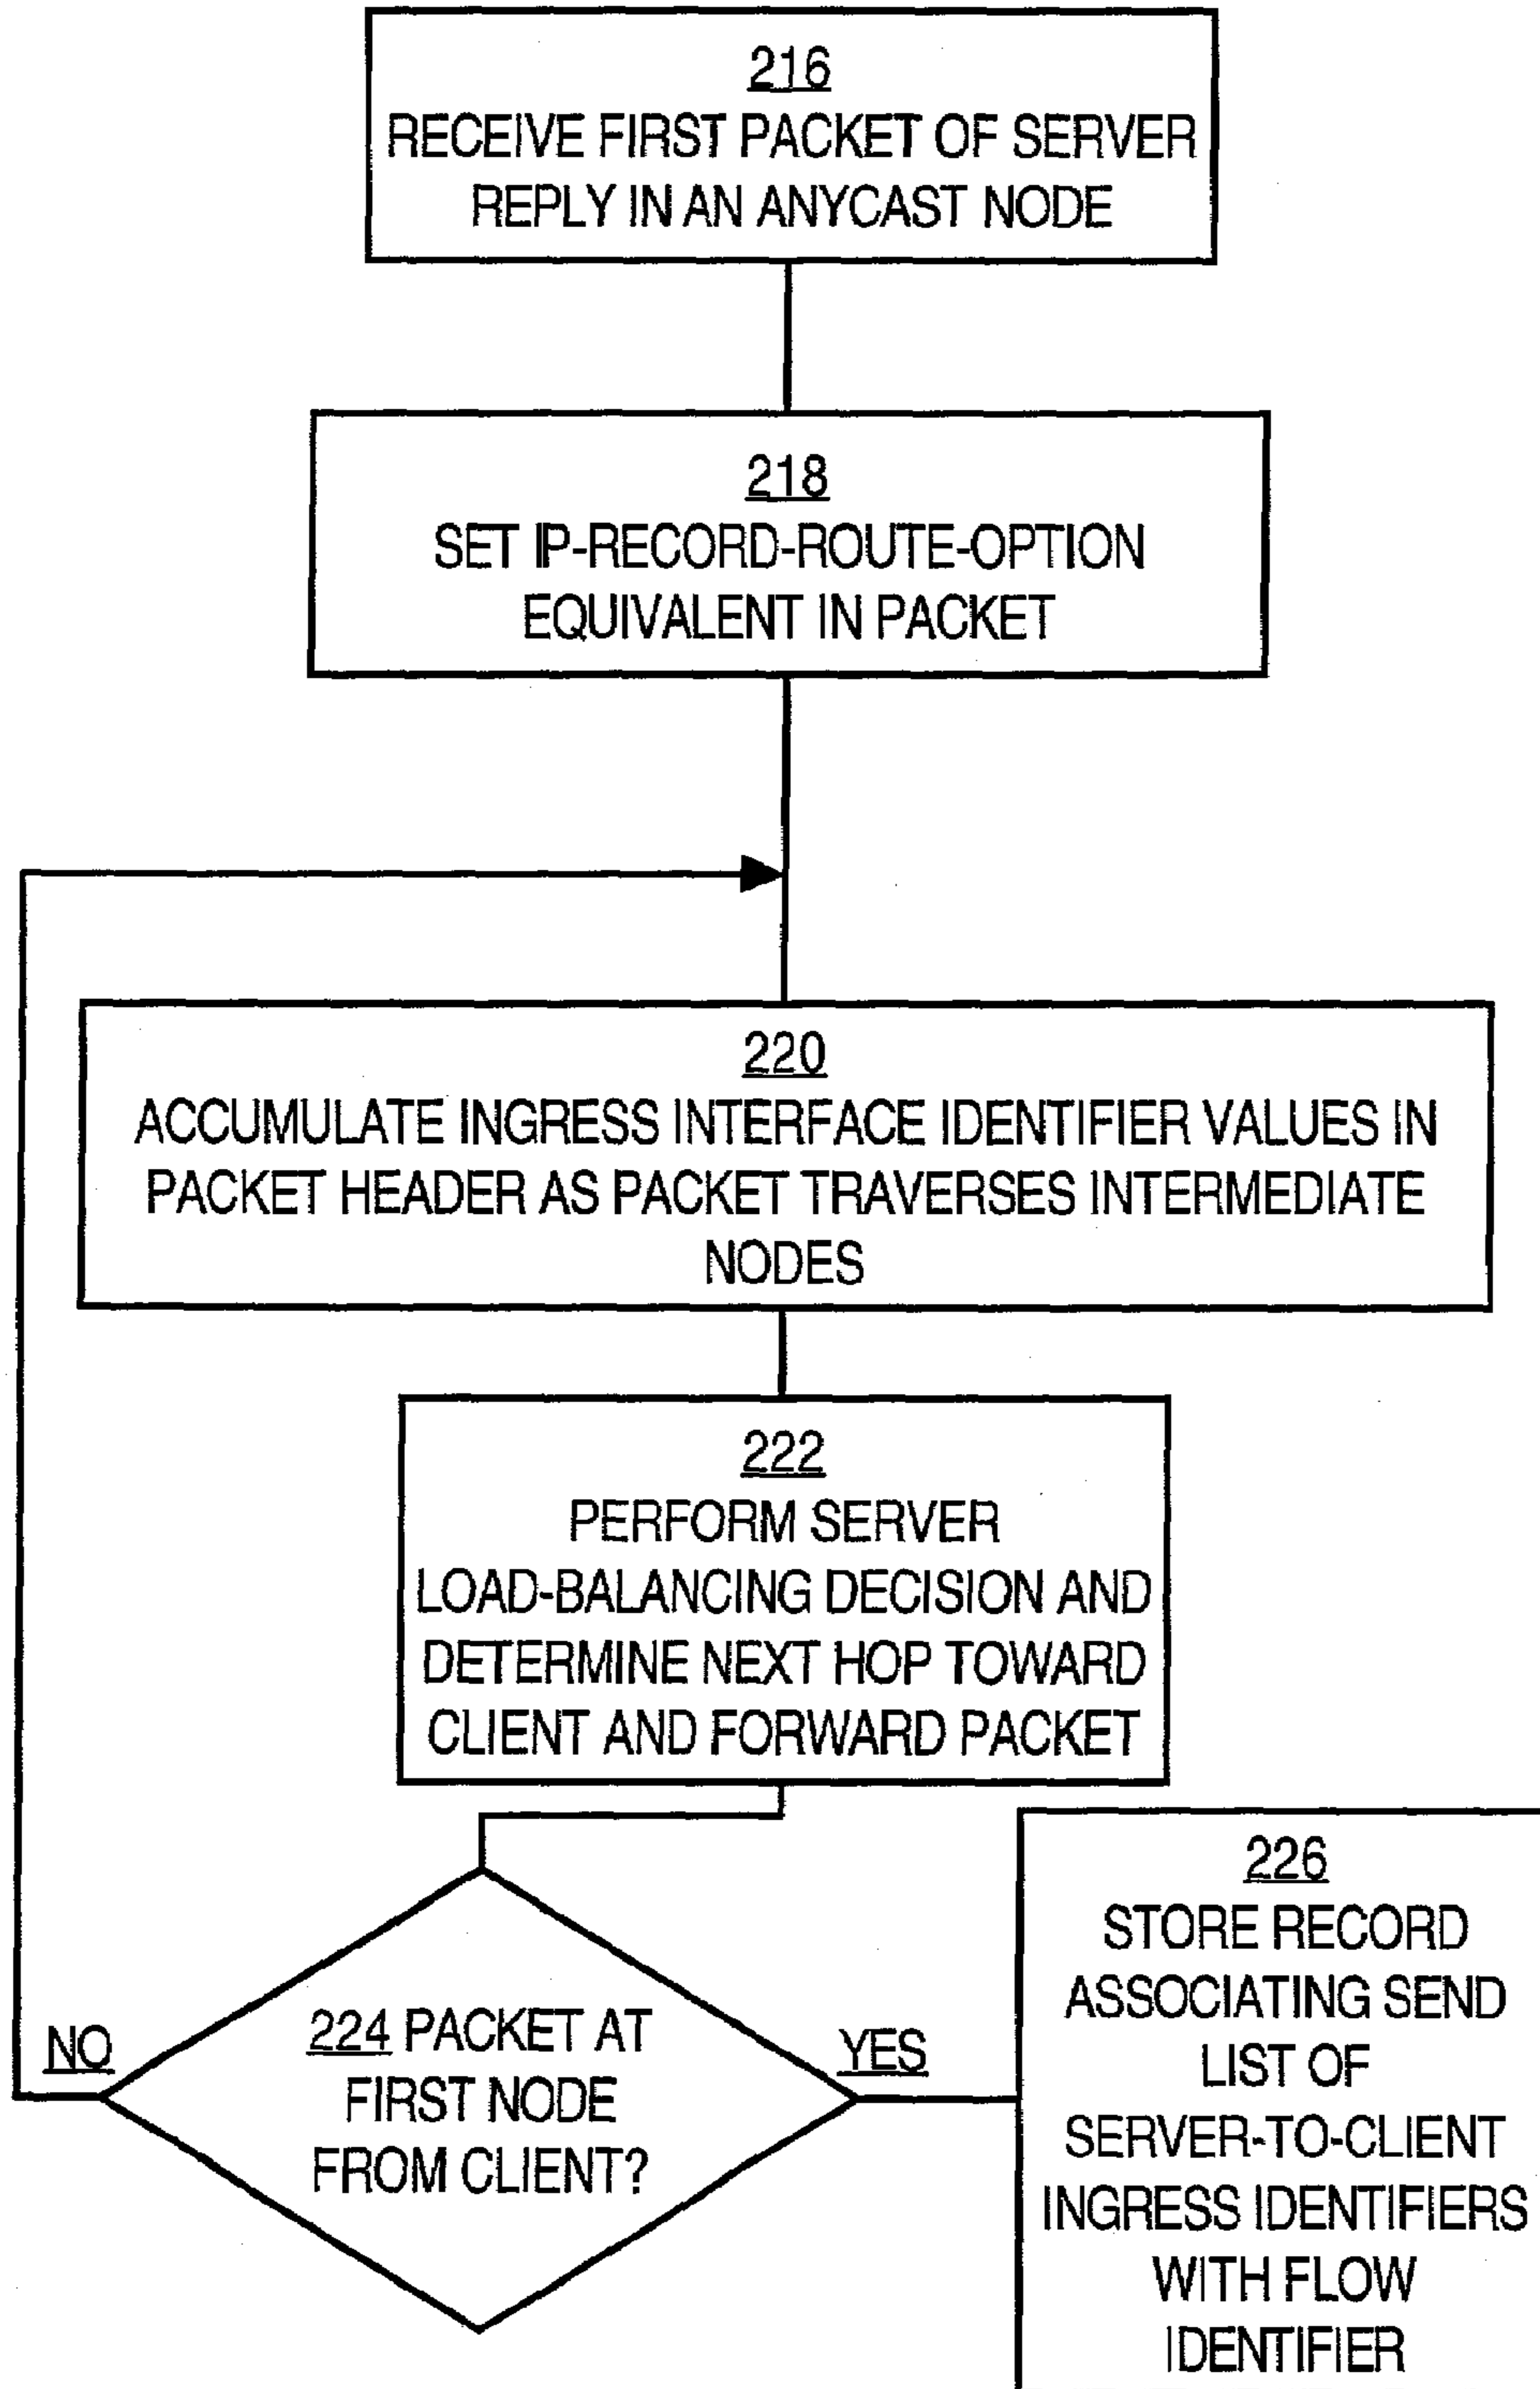 216
RECEIVE FIRST PACKET OF SERVER
REPLY IN AN ANYCAST NODE
218
SET IP-RECORD-ROUTE-OPTION
EQUIVALENT IN PACKET
220
ACCUMULATE INGRESS INTERFACE IDENTIFIER VALUES IN
PACKET HEADER AS PACKET TRAVERSES INTERMEDIATE
NODES
222
PERFORM SERVER
LOAD-BALANCING DECISION AND
DETERMINE NEXT HOP TOWARD
CLIENT AND FORWARD PACKET
224 PACKET AT
FIRST NODE
FROM CLIENT?
NO
YES
226
STORE RECORD
ASSOCIATING SEND
LIST OF
SERVER-TO-CLIENT
INGRESS IDENTIFIERS
WITH FLOW
IDENTIFIER